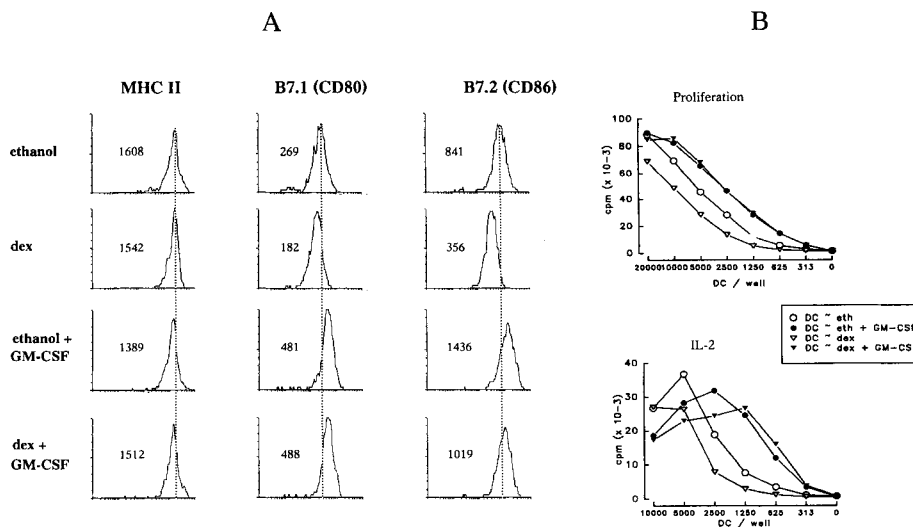 A
B
MHC II
B7.1 (CD80)
B7.2 (CD86)
ethanol
1608
269
841
dex
1542
182
356
ethanol +
GM-CSF
1389
481
1436
dex +
GM-CSF
1512
488
1019
Proliferation
cpm (x 10-3)
100
80
60
40
20
0
20000 10000 5000 2500 1250 625 313 0
DC / well
DC ~ eth
DC ~ eth + GM-CSF
DC ~ dex
DC ~ dex + GM-CS
IL-2
cpm (x 10-3)
40
30
20
10
0
10000 5000 2500 1250 625 313 0
DC / well